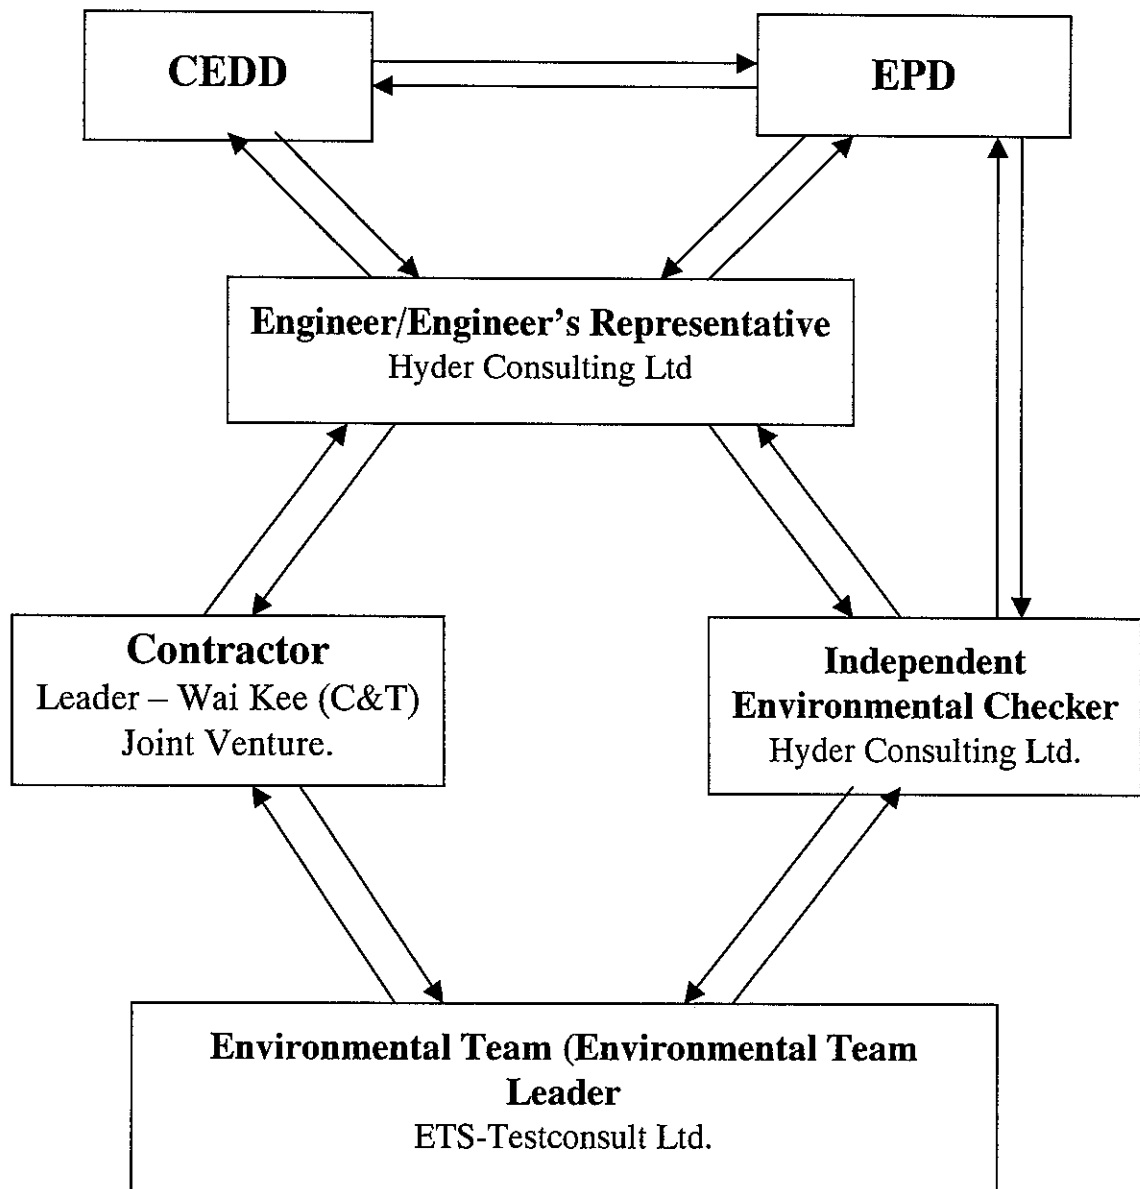 CEDD
EPD
Engineer/Engineer’s Representative
Hyder Consulting Ltd
Contractor
Leader – Wai Kee (C&T)
Joint Venture.
Independent
Environmental Checker
Hyder Consulting Ltd.
Environmental Team (Environmental Team
Leader
ETS-Testconsult Ltd.